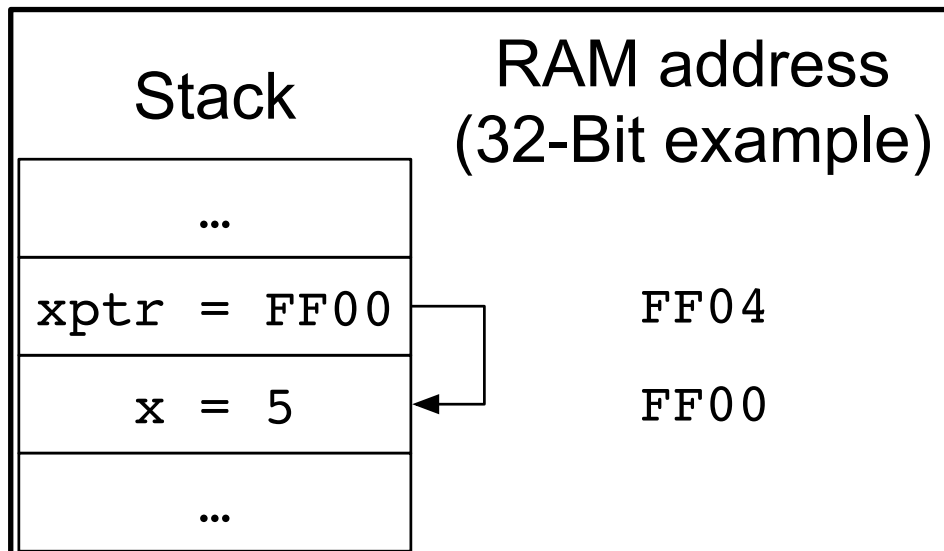 Stack
RAM address
(32-Bit example)
…
xptr = FF00
FF04
x = 5
FF00
…